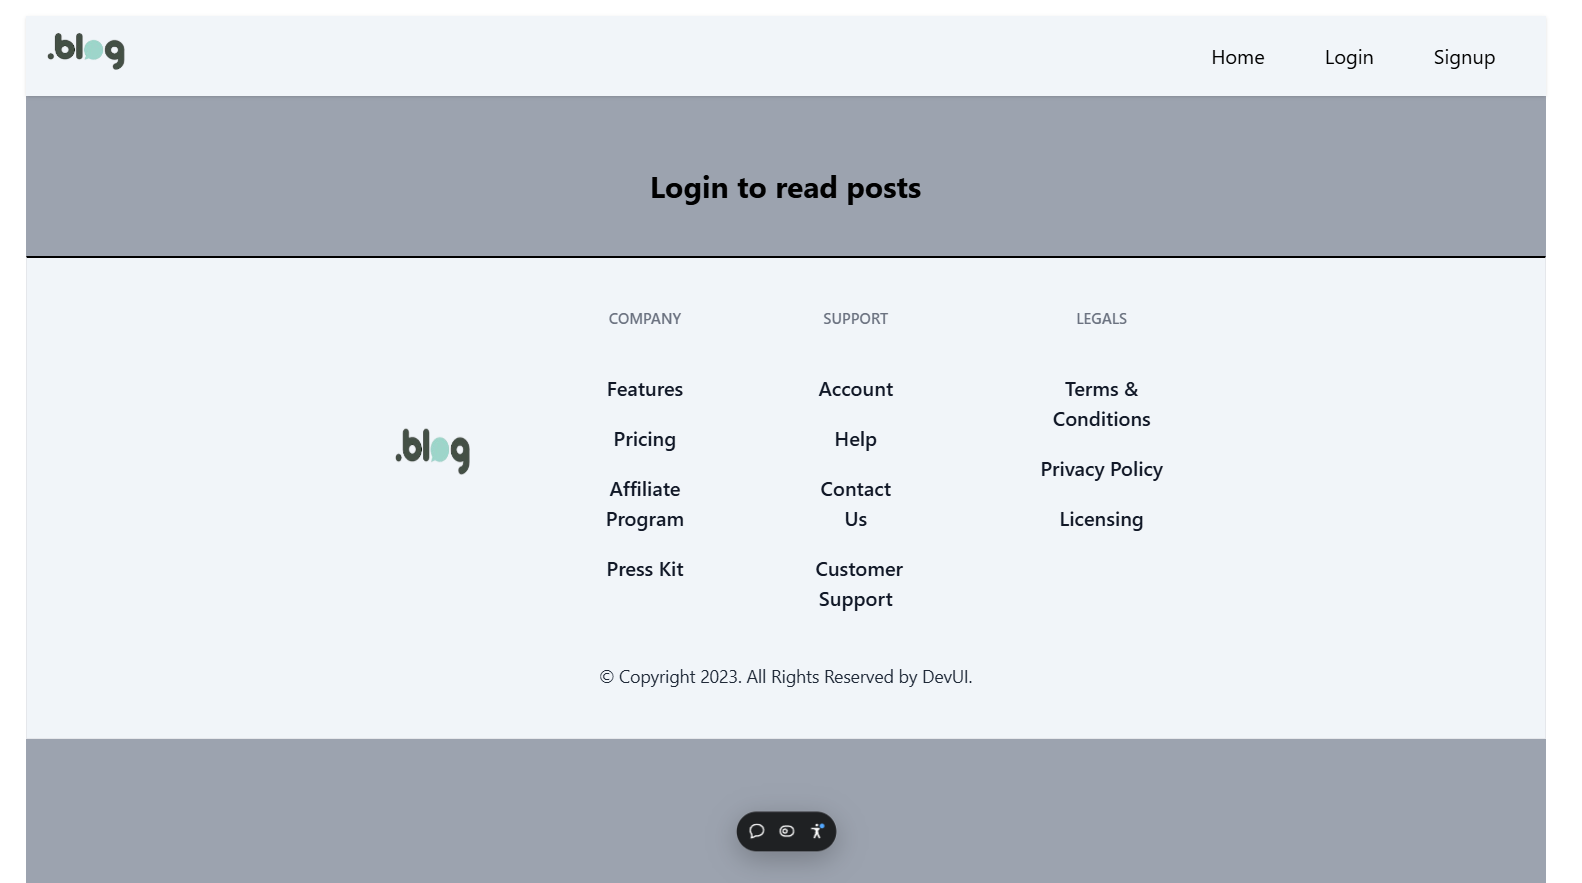 .blog
Home
Login
Signup
Login to read posts
COMPANY
Features
Pricing
Affiliate
Program
Press Kit
SUPPORT
Account
Help
Contact
Us
Customer
Support
LEGALS
Terms &
Conditions
Privacy Policy
Licensing
.blog
© Copyright 2023. All Rights Reserved by DevUI.